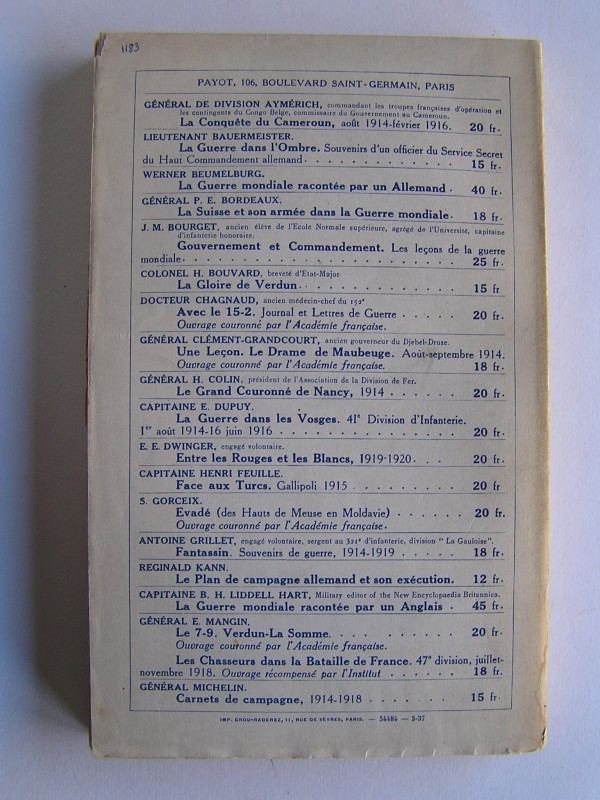 1183
PAYOT, 106, BOULEVARD SAINT-GERMAIN, PARIS
GÉNÉRAL DE DIVISION AYMÉRICH, commandant les troupes françaises d'opération et
les contingents du Congo Belge, commissaire du Gouvernement au Cameroun.
La Conquête du Cameroun, août 1914-février 1916. 20 fr.
LIEUTENANT BAUERMEISTER.
La Guerre dans l'Ombre. Souvenirs d'un officier du Service Secret
du Haut Commandement allemand . . . . . . . . . . . . 15 fr.
WERNER BEUMELBURG.
La Guerre mondiale racontée par un Allemand . 40 fr.
GÉNÉRAL P. E. BORDEAUX.
La Suisse et son armée dans la Guerre mondiale . 18 fr.
J. M. BOURGET, ancien élève de l'Ecole Normale supérieure, agrégé de l'Université, capitaine
d'infanterie honoraire.
Gouvernement et Commandement. Les leçons de la guerre
mondiale . . . . . . . . . . . . . . . . . . . . 25 fr.
COLONEL H. BOUVARD, breveté d'Etat-Major
La Gloire de Verdun . . . . . . . . . . . . 15 fr
DOCTEUR CHAGNAUD, ancien médecin-chef du 152e
Avec le 15-2. Journal et Lettres de Guerre . . . . . 20 fr.
Ouvrage couronné par l'Académie française.
GÉNÉRAL CLÉMENT-GRANDCOURT, ancien gouverneur du Djebel-Druse.
Une Leçon. Le Drame de Maubeuge. Août-septembre 1914.
Ouvrage couronné par l'Académie française. 18 fr.
GÉNÉRAL H. COLIN, président de l'Association de la Division de Fer.
Le Grand Couronné de Nancy, 1914 . . . . . . . 20 fr.
CAPITAINE E. DUPUY.
La Guerre dans les Vosges. 41e Division d'Infanterie.
1er août 1914-16 juin 1916 . . . . . . . . . . . . . 20 fr.
E. E. DWINGER, engagé volontaire.
Entre les Rouges et les Blancs, 1919-1920 . . . 20 fr.
CAPITAINE HENRI FEUILLE.
Face aux Turcs. Gallipoli 1915 . . . . . . . . . 20 fr
S. GORCEIX.
Evadé (des Hauts de Meuse en Moldavie) . . . . . . 20 fr.
Ouvrage couronné par l'Académie française.
ANTOINE GRILLET, engagé volontaire, sergent au 321e d'infanterie, division " La Gauloise".
Fantassin. Souvenirs de guerre, 1914-1919 . . . . . 18 fr.
REGINALD KANN.
Le Plan de campagne allemand et son exécution. 12 fr.
CAPITAINE B. H. LIDDELL HART, Military editor of the New Encyclopaedia Britannica.
La Guerre mondiale racontée par un Anglais . 45 fr.
GÉNÉRAL E. MANGIN.
Le 7-9. Verdun-La Somme. . . . . . . . . . . 20 fr.
Ouvrage couronné par l'Académie française.
Les Chasseurs dans la Bataille de France. 47e division, juillet-
novembre 1918. Ouvrage récompensé par l'Institut . . . . . . 18 fr.
GÉNÉRAL MICHELIN.
Carnets de campagne, 1914-1918 . . . . . . . 15 fr.
IMP. CROU-RADENEZ, 11, RUE DE SÈVRES, PARIS. — 34484 — 3-37